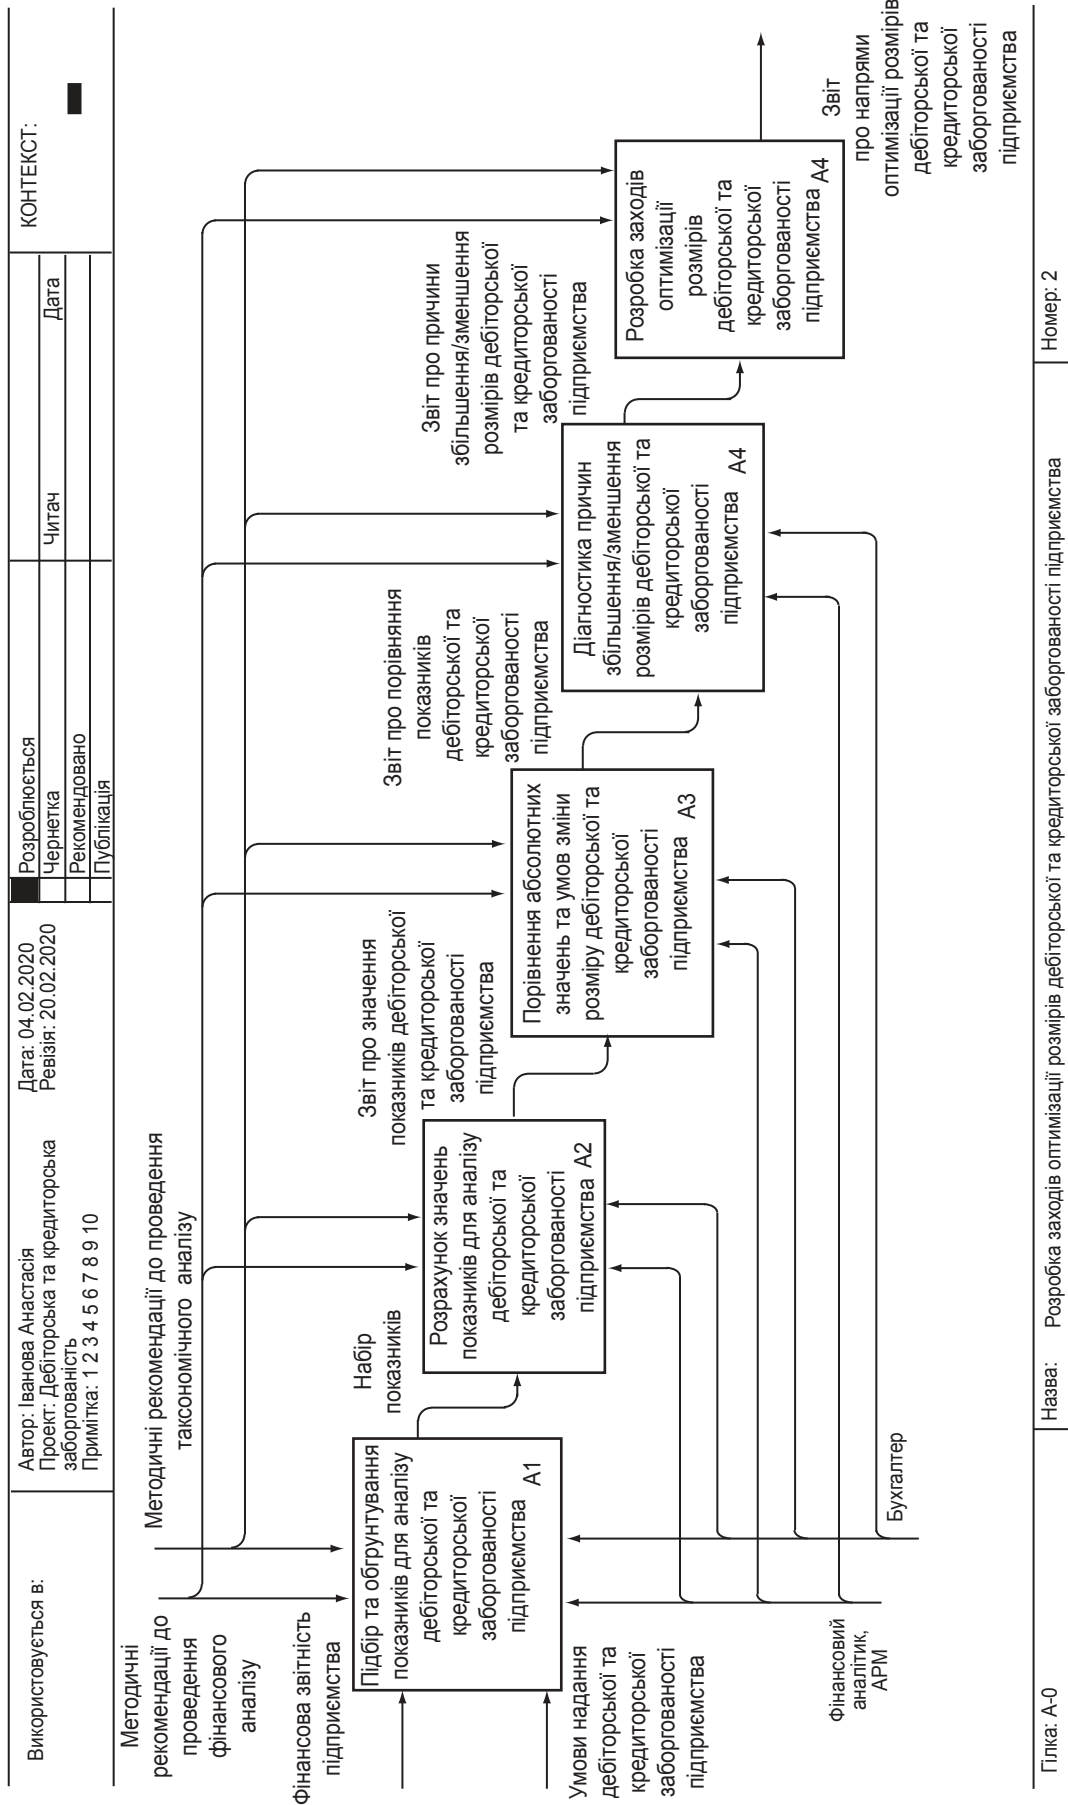 Використовується в:
Автор: Іванова Анастасія
Проект: Дебіторська та кредиторська
заборгованість
Примітка: 1 2 3 4 5 6 7 8 9 10
Дата: 04.02.2020
Ревізія: 20.02.2020
Розроблюється
Чернетка
Рекомендовано
Публікація
Читач
Дата
КОНТЕКСТ:
Методичні
рекомендації до
проведення
фінансового
аналізу
Методичні рекомендації до проведення
таксономічного аналізу
Фінансова звітність
підприємства
Умови надання
дебіторської та
кредиторської
заборгованості
підприємства
Підбір та обгрунтування
показників для аналізу
дебіторської та
кредиторської
заборгованості
підприємства А1
Набір
показників
Розрахунок значень
показників для аналізу
дебіторської та
кредиторської
заборгованості
підприємства А2
Звіт про значення
показників дебіторської
та кредиторської
заборгованості
підприємства
Порівнення абсолютних
значень та умов зміни
розміру дебіторської та
кредиторської
заборгованості
підприємства А3
Звіт про порівняння
показників
дебіторської та
кредиторської
заборгованості
підприємства
Діагностика причин
збільшення/зменшення
розмірів дебіторської та
кредиторської
заборгованості
підприємства А4
Звіт про причини
збільшення/зменшення
розмірів дебіторської
та кредиторської
заборгованості
підприємства
Розробка заходів
оптимізації
розмірів
дебіторської та
кредиторської
заборгованості
підприємства А4
Звіт
про напрями
оптимізації розмірів
дебіторської та
кредиторської
заборгованості
підприємства
Фінансовий
аналітик,
АРМ
Бухгалтер
Гілка: А-0
Назва:
Розробка заходів оптимізації розмірів дебіторської та кредиторської заборгованості підприємства
Номер: 2